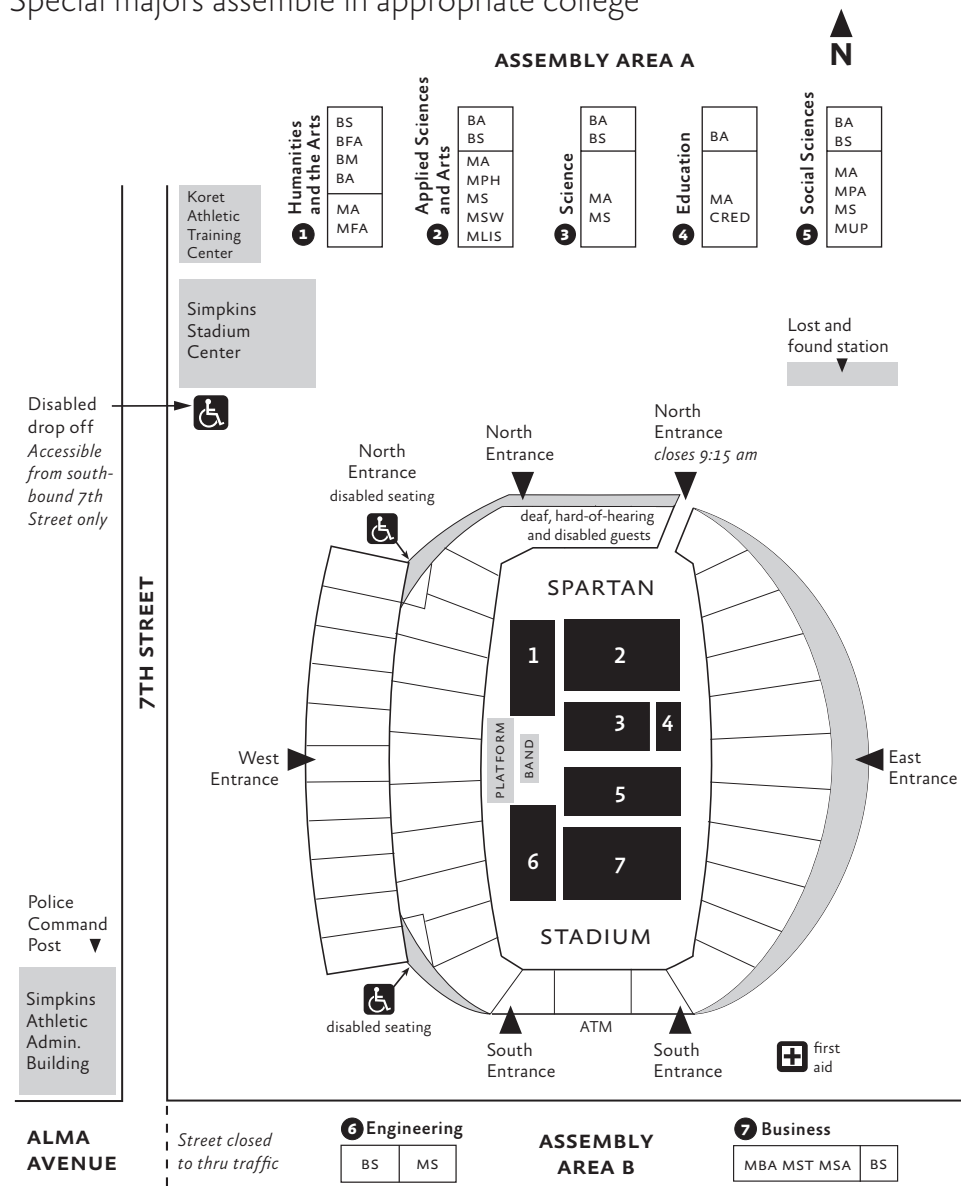 Special majors assemble in appropriate college
N
ASSEMBLY AREA A
Humanities
and the Arts
1
BS
BFA
BM
BA
MA
MFA
Applied Sciences
and Arts
2
BA
BS
MA
MPH
MS
MSW
MLIS
Science
3
BA
BS
MA
MS
Education
4
BA
MA
CRED
Social Sciences
5
BA
BS
MA
MPA
MS
MUP
Koret
Athletic
Training
Center
Simpkins
Stadium
Center
Lost and
found station
Disabled
drop off
Accessible
from south-
bound 7th
Street only
North
Entrance
disabled seating
North
Entrance
North
Entrance
closes 9:15 am
deaf, hard-of-hearing
and disabled guests
7TH STREET
SPARTAN
1
2
3
4
PLATFORM
BAND
5
6
7
STADIUM
West
Entrance
East
Entrance
Police
Command
Post
Simpkins
Athletic
Admin.
Building
disabled seating
ATM
South
Entrance
South
Entrance
first
aid
ALMA
AVENUE
Street closed
to thru traffic
6 Engineering
BS MS
ASSEMBLY
AREA B
7 Business
MBA MST MSA BS